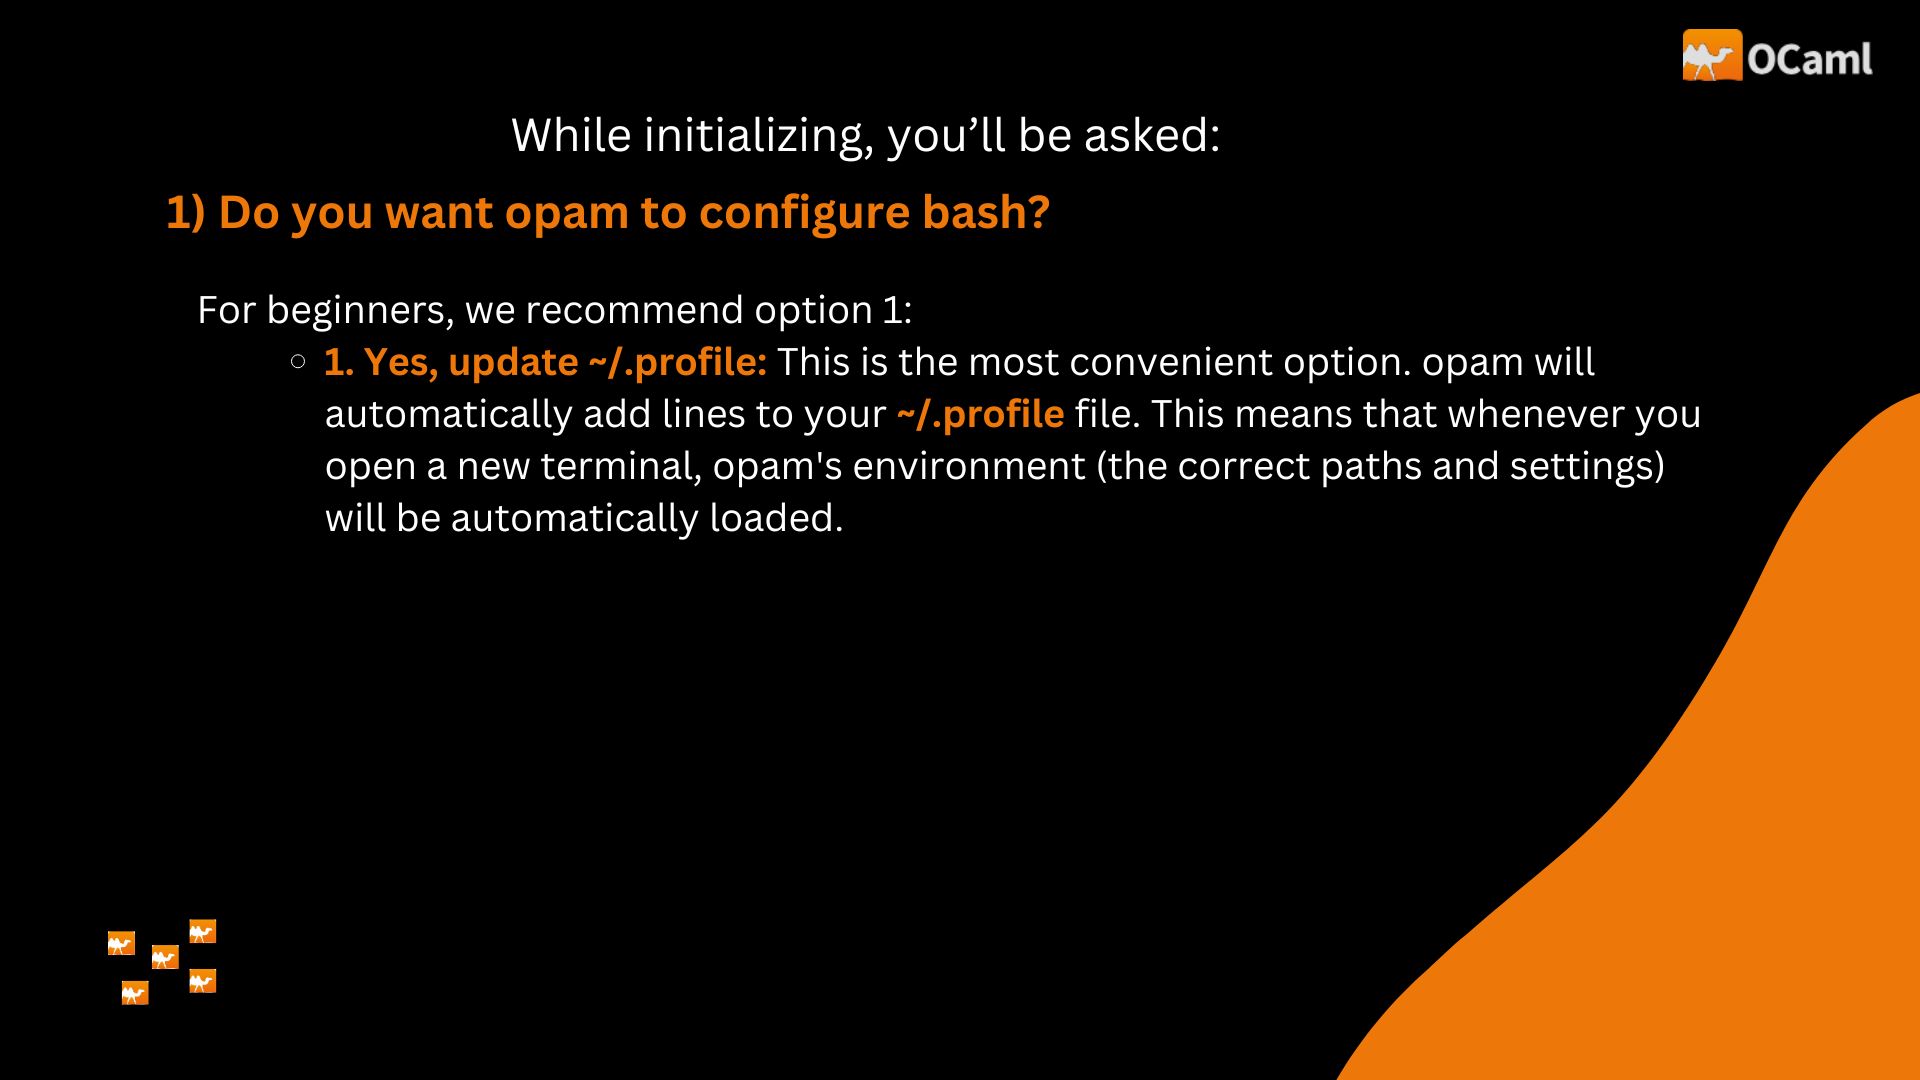 OCaml
While initializing, you’ll be asked:
1) Do you want opam to configure bash?
For beginners, we recommend option 1:
1. Yes, update ~/.profile: This is the most convenient option. opam will
automatically add lines to your ~/.profile file. This means that whenever you
open a new terminal, opam's environment (the correct paths and settings)
will be automatically loaded.